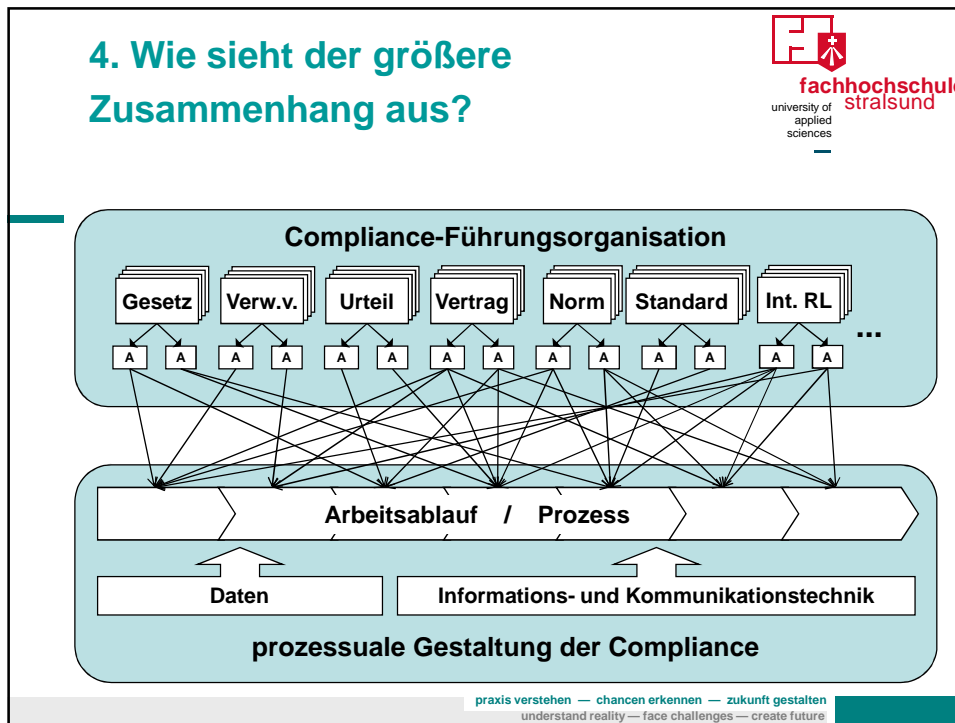 4. Wie sieht der größere
Zusammenhang aus?
fachhochschule
stralsund
university of
applied
sciences
Compliance-Führungsorganisation
Gesetz Verw.v. Urteil Vertrag Norm Standard Int. RL ...
A A A A A A A A A A A A A A
Arbeitsablauf / Prozess
Daten Informations- und Kommunikationstechnik
prozessuale Gestaltung der Compliance
praxis verstehen — chancen erkennen — zukunft gestalten
understand reality — face challenges — create future